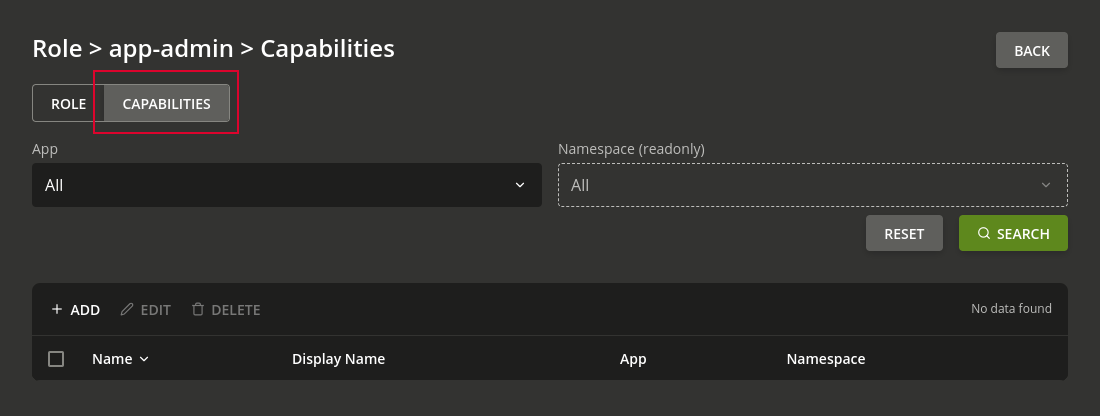 Role > app-admin > Capabilities
BACK
ROLE CAPABILITIES
App Namespace (readonly)
All All
RESET SEARCH
ADD EDIT DELETE No data found
Name Display Name App Namespace